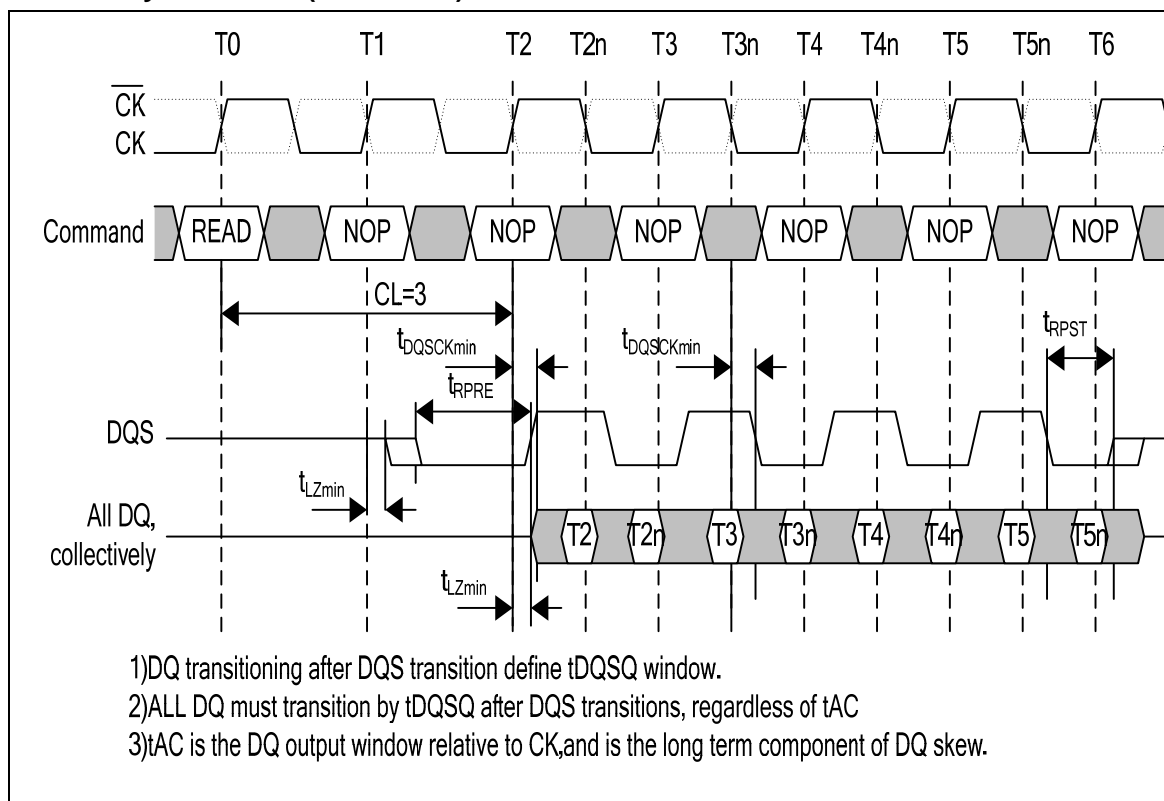 T0 T1 T2 T2n T3 T3n T4 T4n T5 T5n T6
CK
CK
Command READ NOP NOP NOP NOP NOP NOP
CL=3
tDQSCKmin tDQSCKmin tRPST
tRPRE
DQS
tLZmin
All DQ,
collectively
T2 T2n T3 T3n T4 T4n T5 T5n
tLZmin
1)DQ transitioning after DQS transition define tDQSQ window.
2)ALL DQ must transition by tDQSQ after DQS transitions, regardless of tAC
3)tAC is the DQ output window relative to CK,and is the long term component of DQ skew.